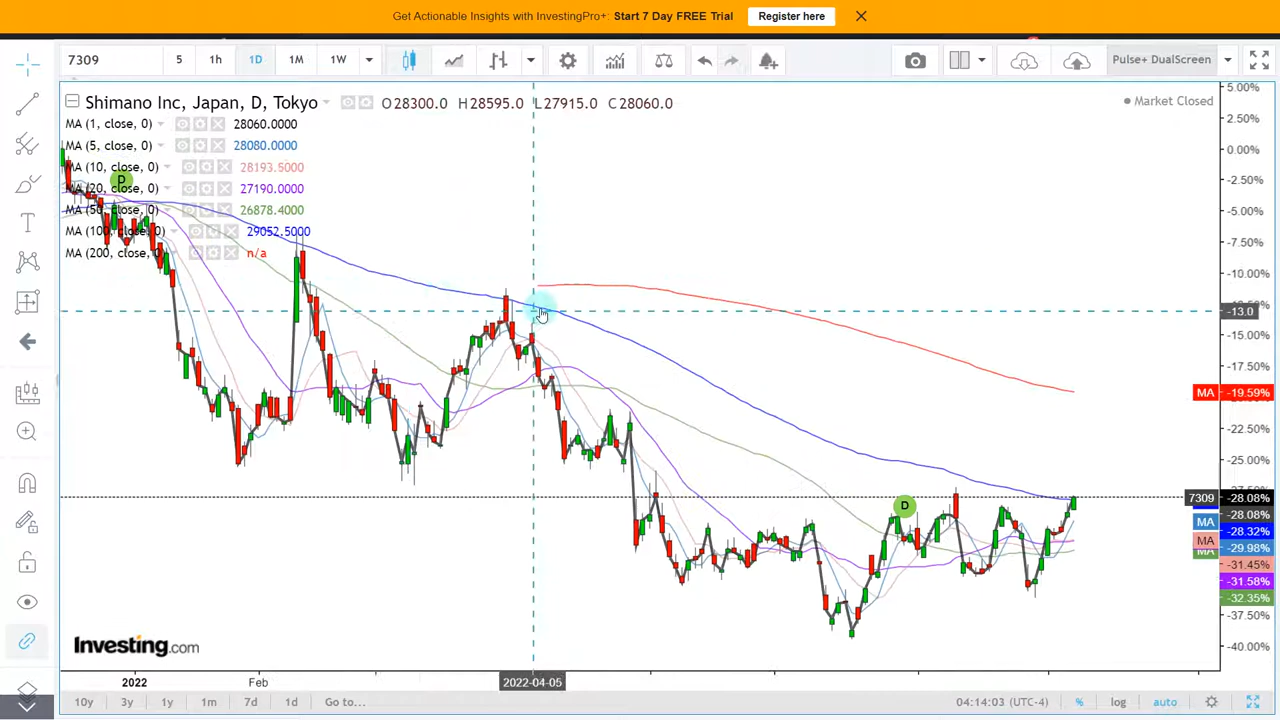 Get Actionable Insights with InvestingPro+: Start 7 Day FREE Trial Register here
7309 5 1h 1D 1M 1W Pulse+ DualScreen
Shimano Inc, Japan, D, Tokyo O28300.0 H28595.0 L27915.0 C28060.0
Market Closed
MA (1, close, 0) 28060.0000
MA (5, close, 0) 28080.0000
MA (10, close, 0) 28193.5000
MA (20, close, 0) 27190.0000
MA (50, close, 0) 26878.4000
MA (100, close, 0) 29052.5000
MA (200, close, 0) n/a
D
D
5.00%
2.50%
0.00%
-2.50%
-5.00%
-7.50%
-10.00%
-13.0
-15.00%
-17.50%
MA -19.59%
-22.50%
-25.00%
7309 -28.08%
-28.08%
-28.32%
MA -29.98%
MA -31.45%
-31.58%
MA -32.35%
-37.50%
-40.00%
Investing.com
2022 Feb 2022-04-05
10y 3y 1y 1m 7d 1d Go to... 04:14:03 (UTC-4) % log auto